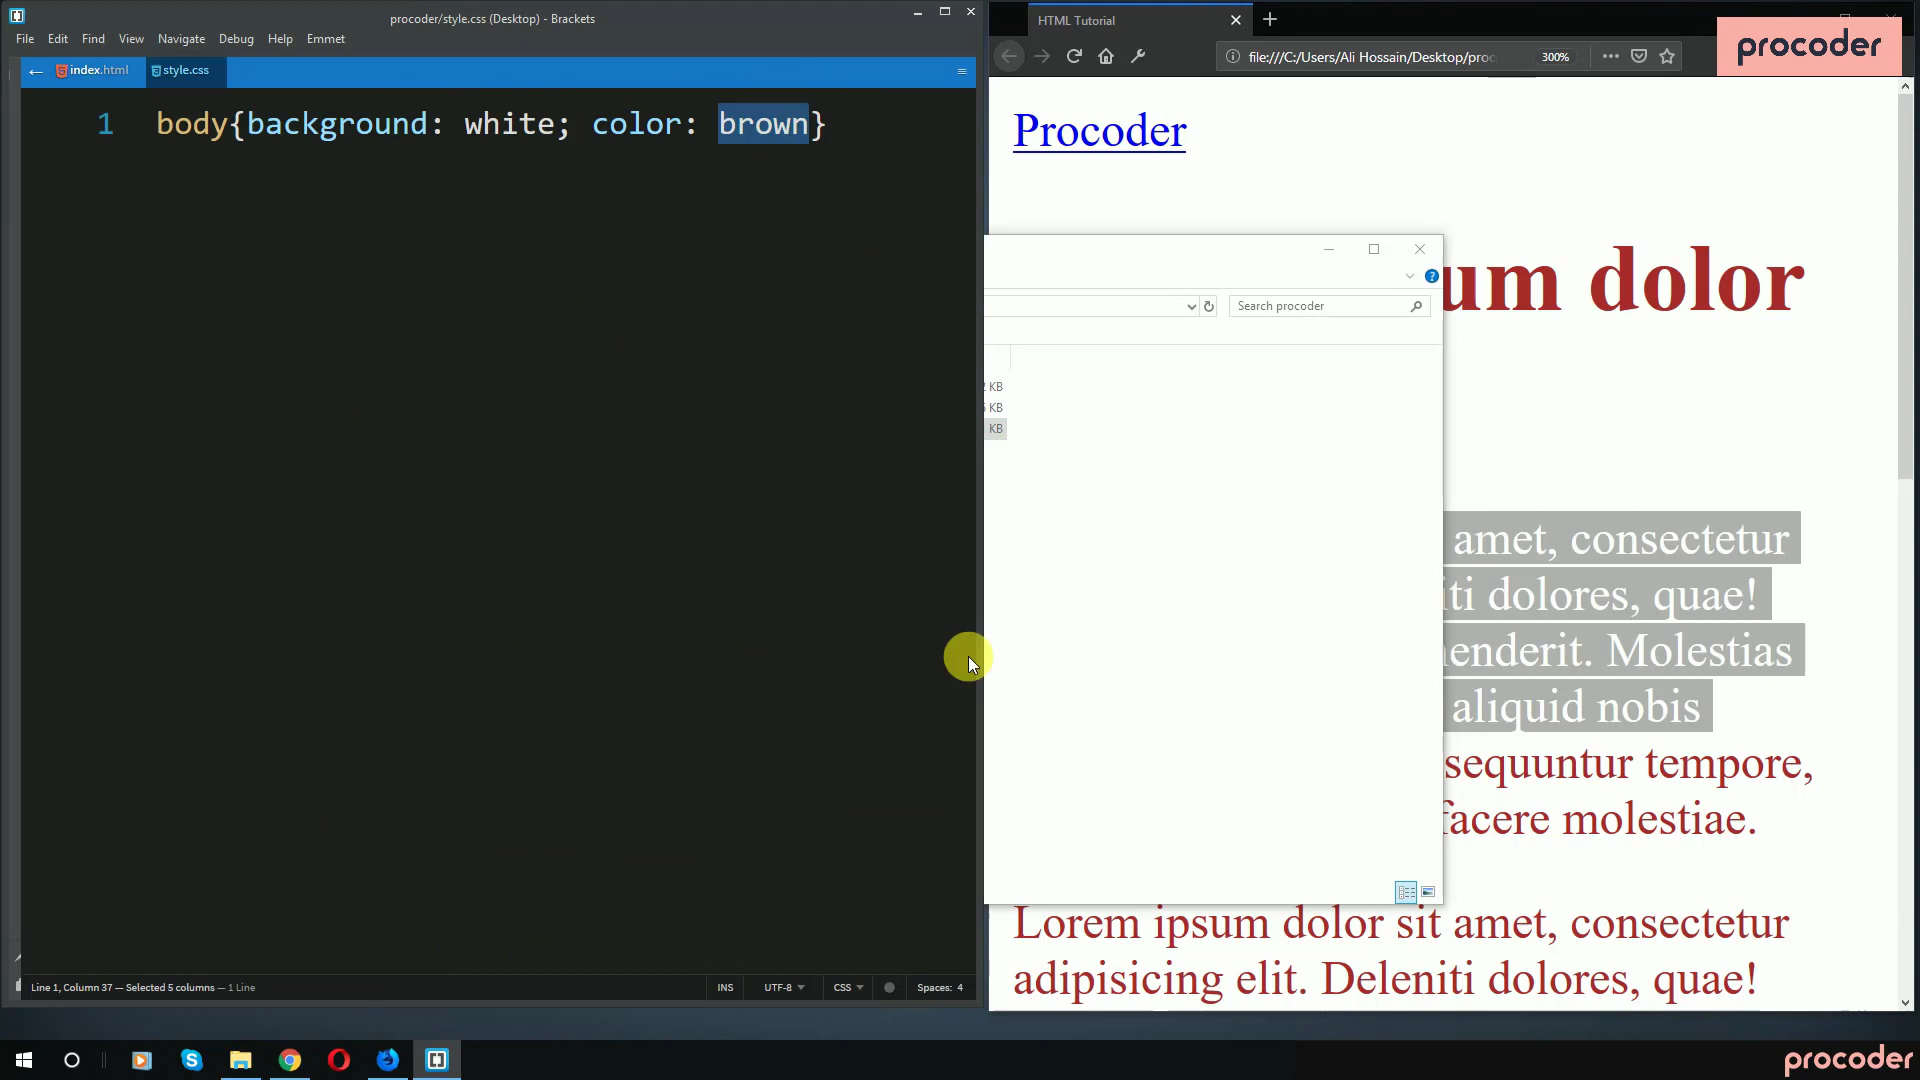 procoder/style.css (Desktop) - Brackets
File Edit Find View Navigate Debug Help Emmet
index.html
style.css
1 body{background: white; color: brown}
Line 1, Column 37 — Selected 5 columns — 1 Line
INS
UTF-8
CSS
Spaces: 4
HTML Tutorial
file:///C:/Users/Ali Hossain/Desktop/proc
300%
procoder
Procoder
um dolor
Search procoder
KB
KB
KB
amet, consectetur
iti dolores, quae!
enderit. Molestias
aliquid nobis
sequuntur tempore,
facere molestiae.
Lorem ipsum dolor sit amet, consectetur
adipisicing elit. Deleniti dolores, quae!
procoder